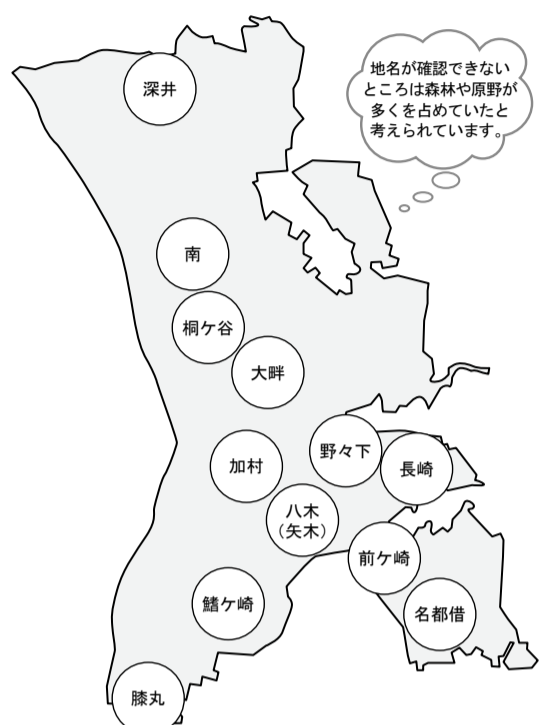 深井
地名が確認できない
ところは森林や原野が
多くを占めていたと
考えられています。
南
桐ケ谷
大畔
加村
野々下
長崎
八木
（矢木）
前ケ崎
鰭ケ崎
名都借
膝丸